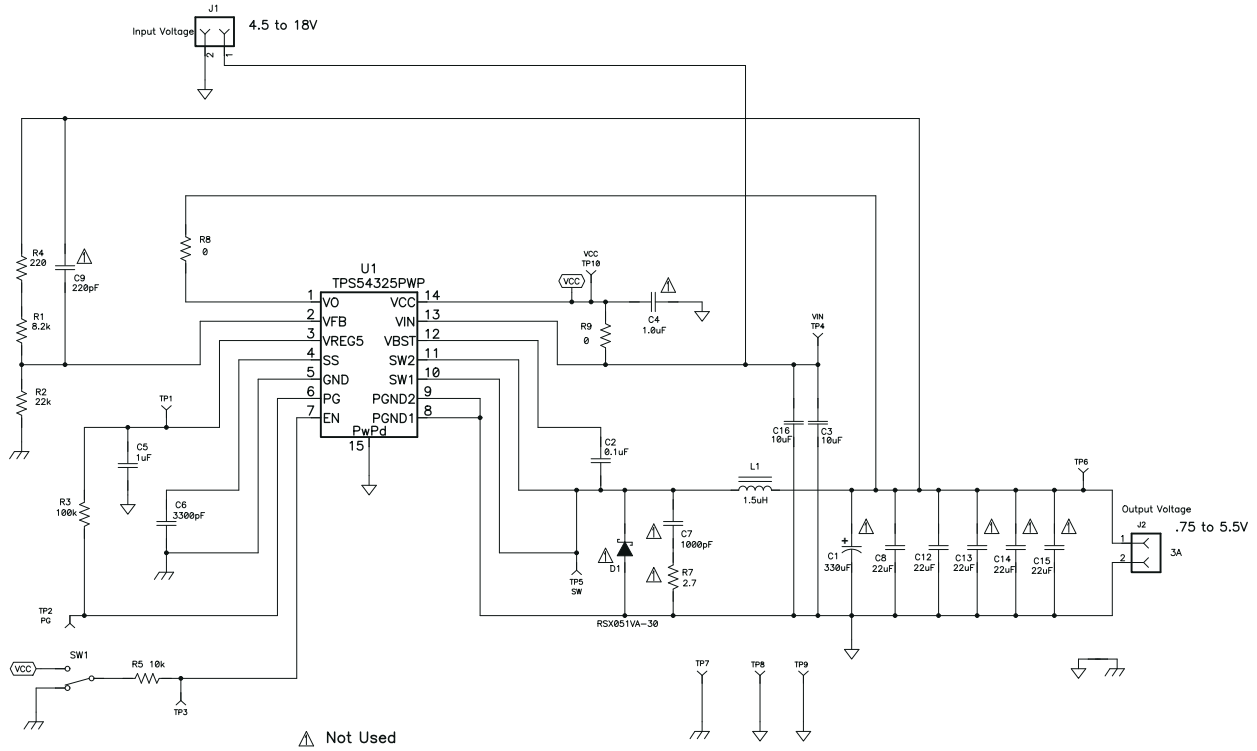 J1
4.5 to 18V
Input Voltage
2
1
R4
220
C9
220pF
R8
0
R1
8.2k
R2
22k
U1
TPS54325PWP
1 VO
2 VFB
3 VREG5
4 SS
5 GND
6 PG
7 EN
VCC 14
VIN 13
VBST 12
SW2 11
SW1 10
PGND2 9
PGND1 8
PwPd
15
VCC
VCC
TP10
C4
1.0uF
R9
0
VIN
TP4
C16
10uF
C3
10uF
TP1
C5
1uF
R3
100k
C6
3300pF
C2
0.1uF
L1
1.5uH
TP6
Output Voltage
.75 to 5.5V
J2
1
2
3A
C7
1000pF
D1
R7
2.7
TP5
SW
RSX051VA-30
C1
330uF
+
C8
22uF
C12
22uF
C13
22uF
C14
22uF
C15
22uF
TP2
PG
SW1
VCC
R5 10k
TP3
TP7
TP8
TP9
! Not Used